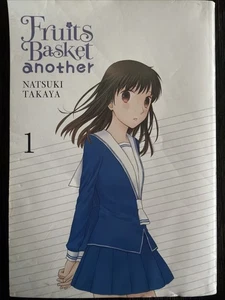 Fruits
Basket
another
NATSUKI
TAKAYA
1